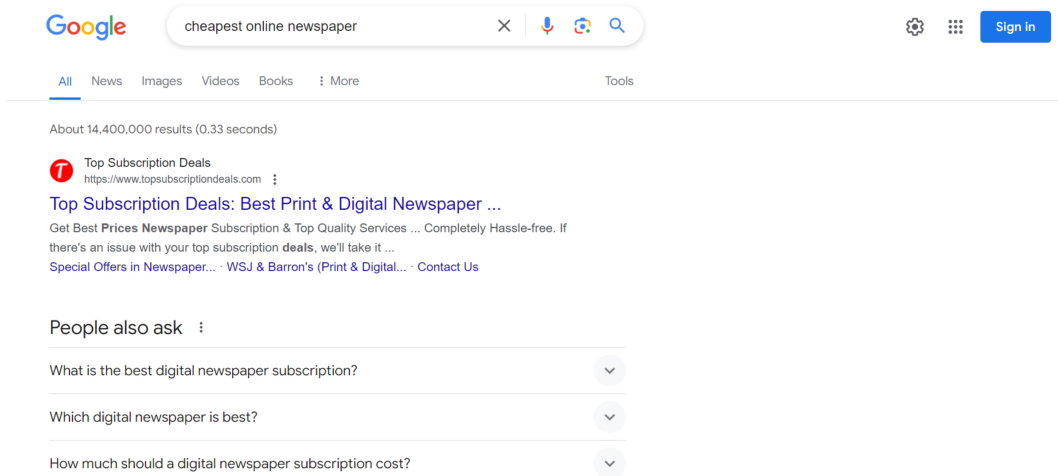 Google
cheapest online newspaper
Sign in
All News Images Videos Books More Tools
About 14,400,000 results (0.33 seconds)
Top Subscription Deals
https://www.topsubscriptiondeals.com
Top Subscription Deals: Best Print & Digital Newspaper ...
Get Best Prices Newspaper Subscription & Top Quality Services ... Completely Hassle-free. If
there's an issue with your top subscription deals, we'll take it ...
Special Offers in Newspaper... · WSJ & Barron's (Print & Digital... · Contact Us
People also ask
What is the best digital newspaper subscription?
Which digital newspaper is best?
How much should a digital newspaper subscription cost?